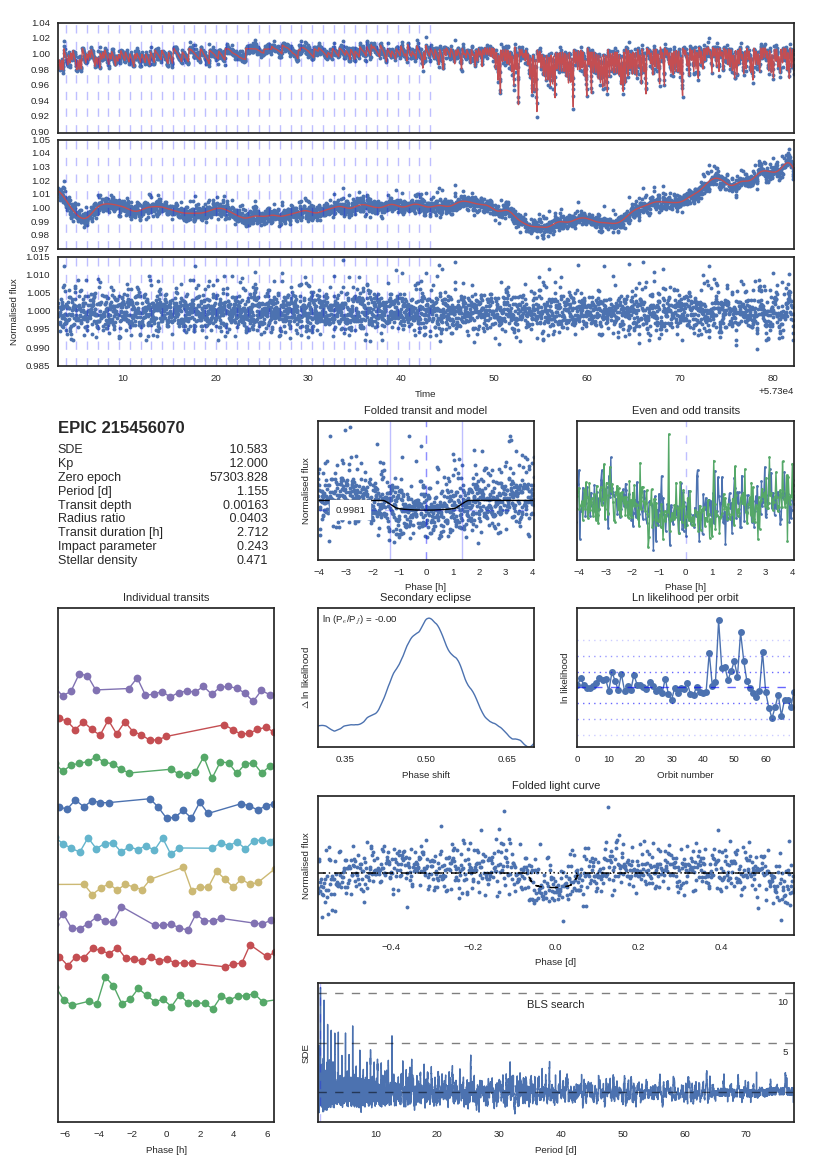 1.04
1.02
1.00
0.98
0.96
0.94
0.92
0.90
1.05
1.04
1.03
1.02
1.01
1.00
0.99
0.98
0.97
1.015
1.010
1.005
1.000
0.995
0.990
0.985
Normalised flux
10 20 30 40 50 60 70 80
Time
+5.73e4
EPIC 215456070
SDE 10.583
Kp 12.000
Zero epoch 57303.828
Period [d] 1.155
Transit depth 0.00163
Radius ratio 0.0403
Transit duration [h] 2.712
Impact parameter 0.243
Stellar density 0.471
Folded transit and model
Normalised flux
0.9981
−4 −3 −2 −1 0 1 2 3 4
Phase [h]
Even and odd transits
−4 −3 −2 −1 0 1 2 3 4
Phase [h]
Individual transits
−6 −4 −2 0 2 4 6
Phase [h]
Secondary eclipse
ln (Pₑ/P𝑓) = -0.00
Δ ln likelihood
0.35 0.50 0.65
Phase shift
Ln likelihood per orbit
ln likelihood
0 10 20 30 40 50 60
Orbit number
Folded light curve
Normalised flux
−0.4 −0.2 0.0 0.2 0.4
Phase [d]
BLS search
10
5
SDE
10 20 30 40 50 60 70
Period [d]